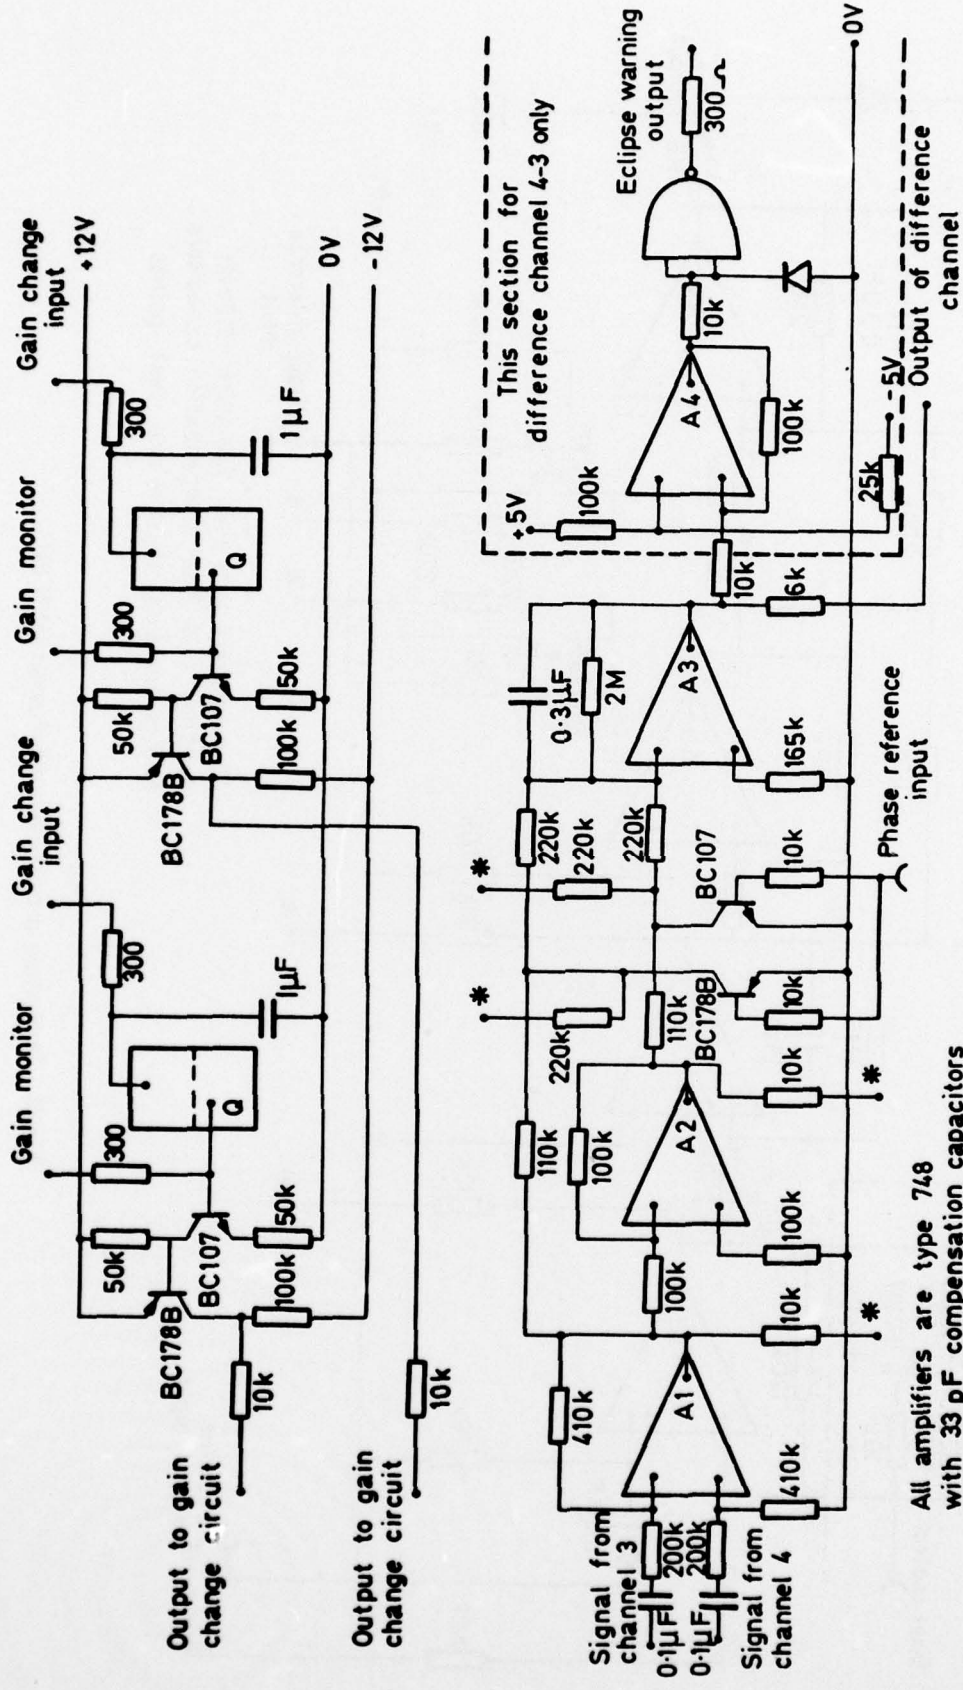 Gain monitor
Gain change
input
Gain monitor
Gain change
input
+12V
300
300
300
300
50k
50k
BC178B
BC107
Q
1µF
BC178B
BC107
Q
1µF
50k
100k
50k
100k
0V
-12V
10k
10k
Output to gain
change circuit
Output to gain
change circuit
This section for
difference channel 4-3 only
Eclipse warning
output
300Ω
+5V
100k
A4
10k
100k
10k
25k
-5V
0V
*
*
220k
220k
220k
0·3µF
2M
A3
6k
165k
110k
220k
100k
110k
BC178B
BC107
10k
10k
Phase reference
input
410k
100k
A2
100k
10k
*
A1
10k
*
410k
Signal from
channel 3
0·1µF
200k
200k
0·1µF
Signal from
channel 4
Output of difference
channel
All amplifiers are type 748
with 33 pF compensation capacitors